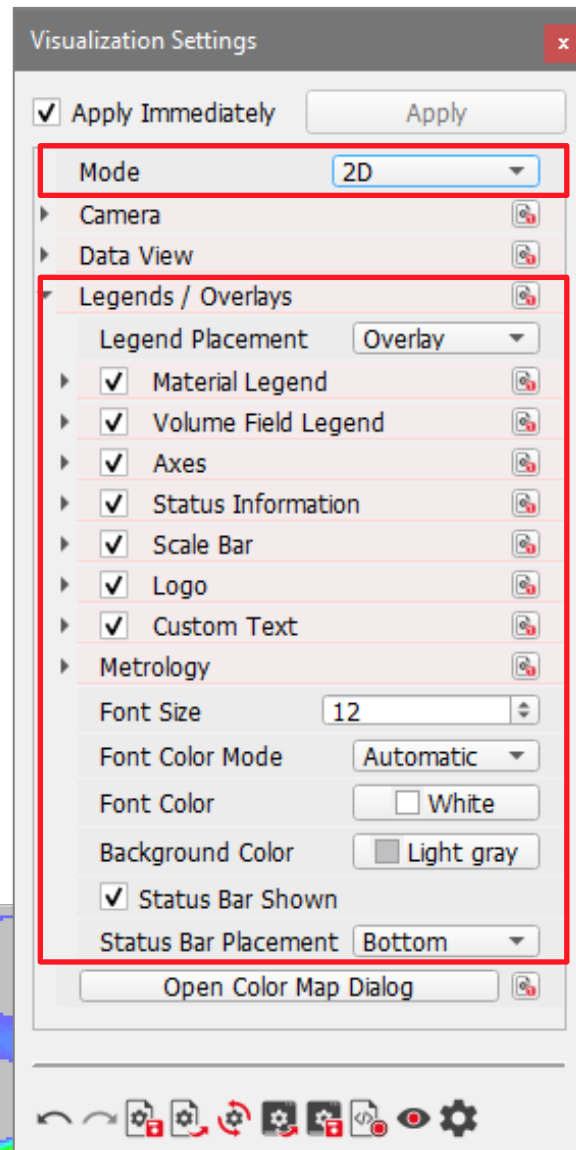 Visualization Settings x
Apply Immediately Apply
Mode 2D
Camera
Data View
Legends / Overlays
Legend Placement Overlay
Material Legend
Volume Field Legend
Axes
Status Information
Scale Bar
Logo
Custom Text
Metrology
Font Size 12
Font Color Mode Automatic
Font Color White
Background Color Light gray
Status Bar Shown
Status Bar Placement Bottom
Open Color Map Dialog